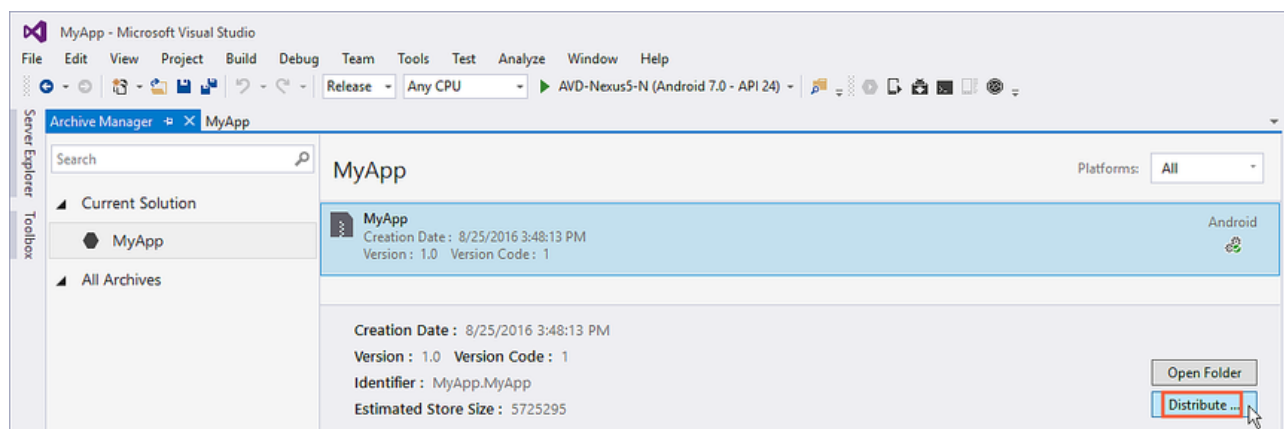 MyApp - Microsoft Visual Studio
File Edit View Project Build Debug Team Tools Test Analyze Window Help
Release Any CPU AVD-Nexus5-N (Android 7.0 - API 24)
Server Explorer
Toolbox
Archive Manager MyApp
Search
Current Solution
MyApp
All Archives
MyApp
Platforms: All
MyApp
Android
Creation Date : 8/25/2016 3:48:13 PM
Version : 1.0 Version Code : 1
Creation Date : 8/25/2016 3:48:13 PM
Version : 1.0 Version Code : 1
Identifier : MyApp.MyApp
Estimated Store Size : 5725295
Open Folder
Distribute ...